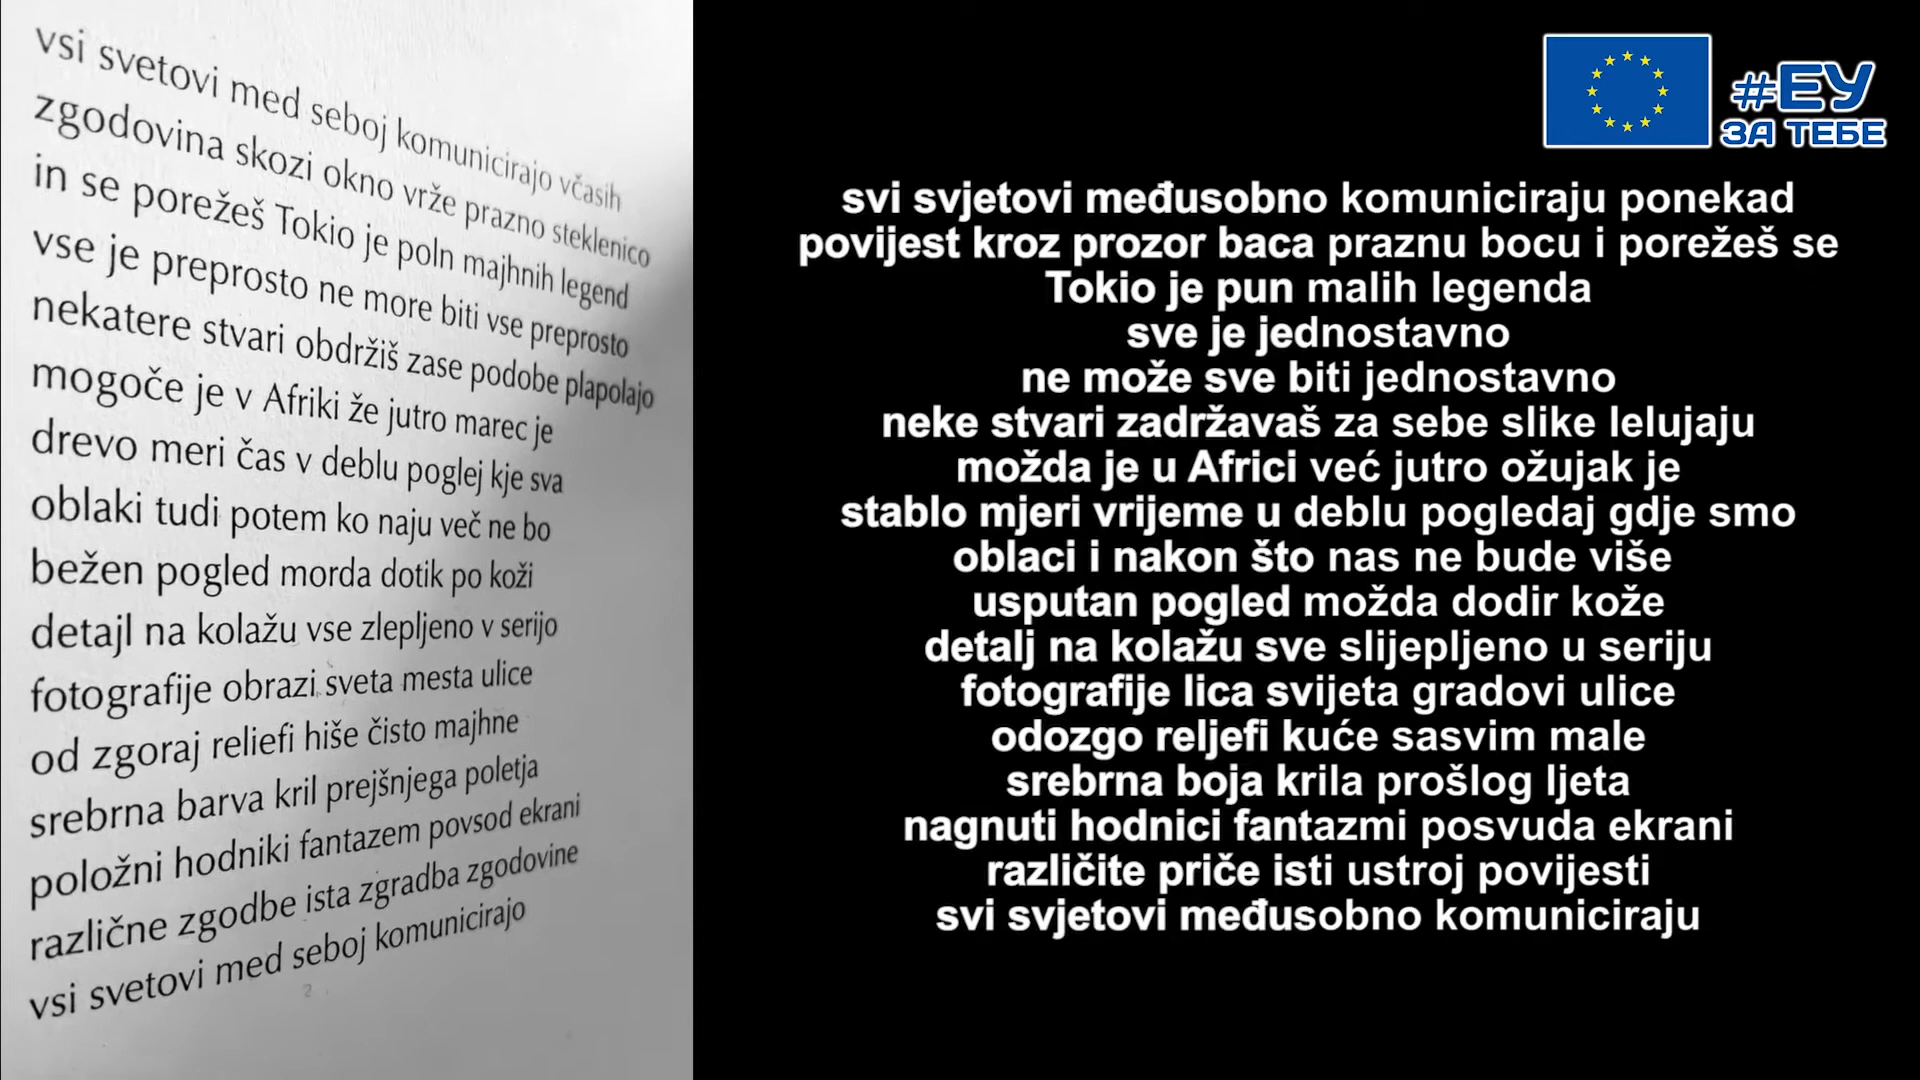 vsi svetovi med seboj komunicirajo včasih
zgodovina skozi okno vrže prazno steklenico
in se porežeš Tokio je poln majhnih legend
vse je preprosto ne more biti vse preprosto
nekatere stvari obdržiš zase podobe plapolajo
mogoče je v Afriki že jutro marec je
drevo meri čas v deblu poglej kje sva
oblaki tudi potem ko naju več ne bo
bežen pogled morda dotik po koži
detajl na kolažu vse zlepljeno v serijo
fotografije obrazi sveta mesta ulice
od zgoraj reliefi hiše čisto majhne
srebrna barva kril prejšnjega poletja
položni hodniki fantazem povsod ekrani
različne zgodbe ista zgradba zgodovine
vsi svetovi med seboj komunicirajo
#ЕУ
ЗА ТЕБЕ
svi svjetovi međusobno komuniciraju ponekad
povijest kroz prozor baca praznu bocu i porežeš se
Tokio je pun malih legenda
sve je jednostavno
ne može sve biti jednostavno
neke stvari zadržavaš za sebe slike lelujaju
možda je u Africi već jutro ožujak je
stablo mjeri vrijeme u deblu pogledaj gdje smo
oblaci i nakon što nas ne bude više
usputan pogled možda dodir kože
detalj na kolažu sve slijepljeno u seriju
fotografije lica svijeta gradovi ulice
odozgo reljefi kuće sasvim male
srebrna boja krila prošlog ljeta
nagnuti hodnici fantazmi posvuda ekrani
različite priče isti ustroj povijesti
svi svjetovi međusobno komuniciraju